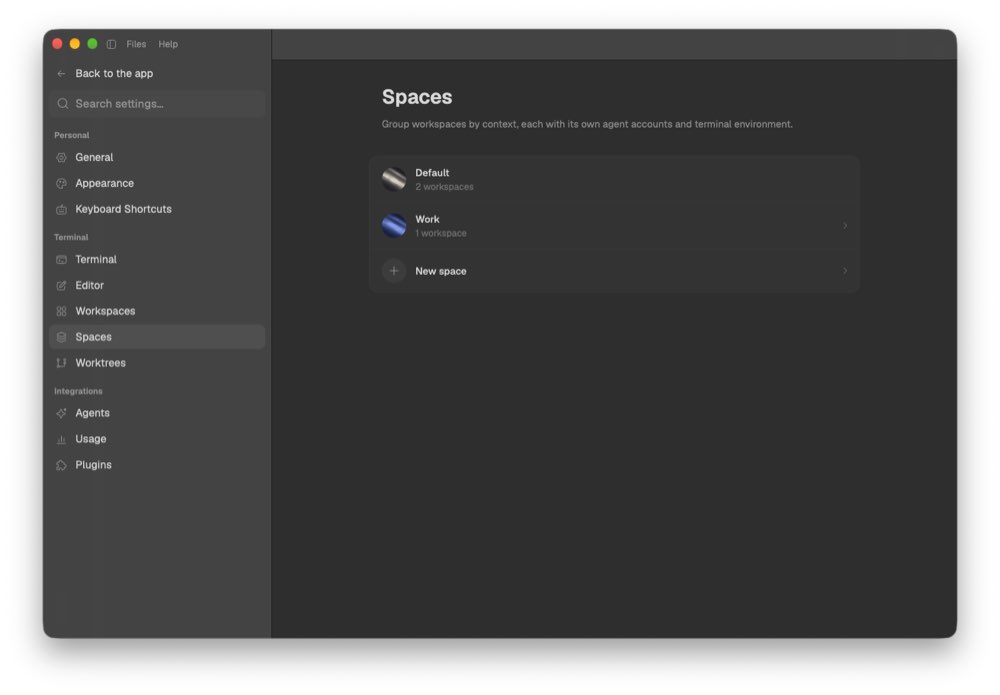 Files Help
Back to the app
Search settings...
Personal
General
Appearance
Keyboard Shortcuts
Terminal
Terminal
Editor
Workspaces
Spaces
Worktrees
Integrations
Agents
Usage
Plugins
Spaces
Group workspaces by context, each with its own agent accounts and terminal environment.
Default
2 workspaces
Work
1 workspace
New space